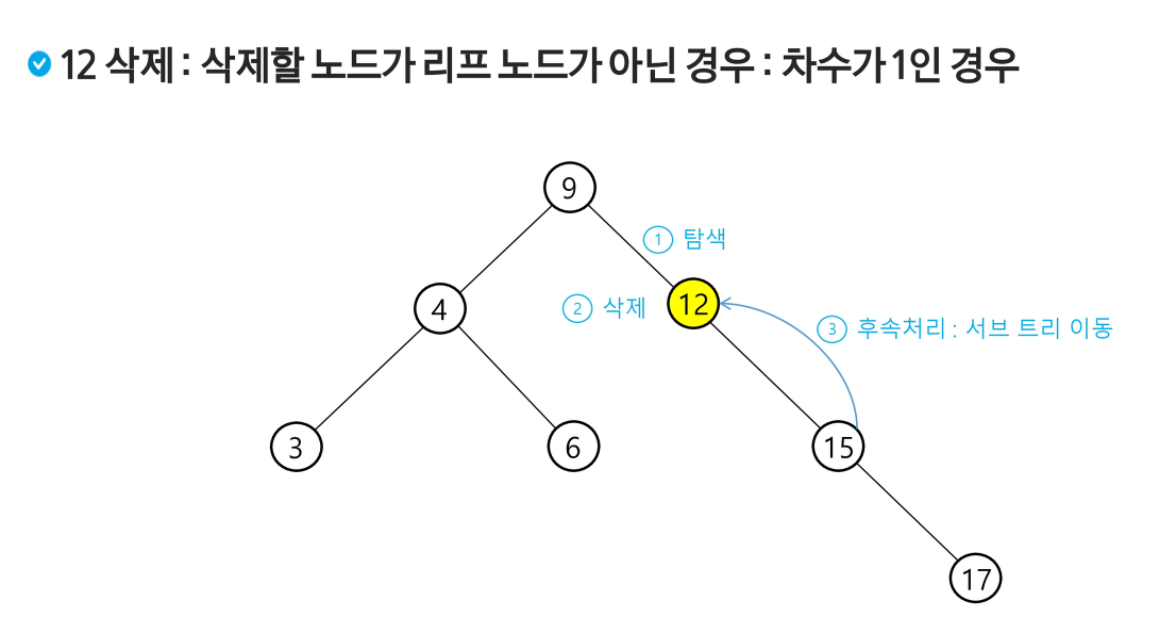 12 삭제 : 삭제할 노드가 리프 노드가 아닌 경우 : 차수가 1인 경우
9
① 탐색
4
② 삭제
12
③ 후속처리 : 서브 트리 이동
3
6
15
17